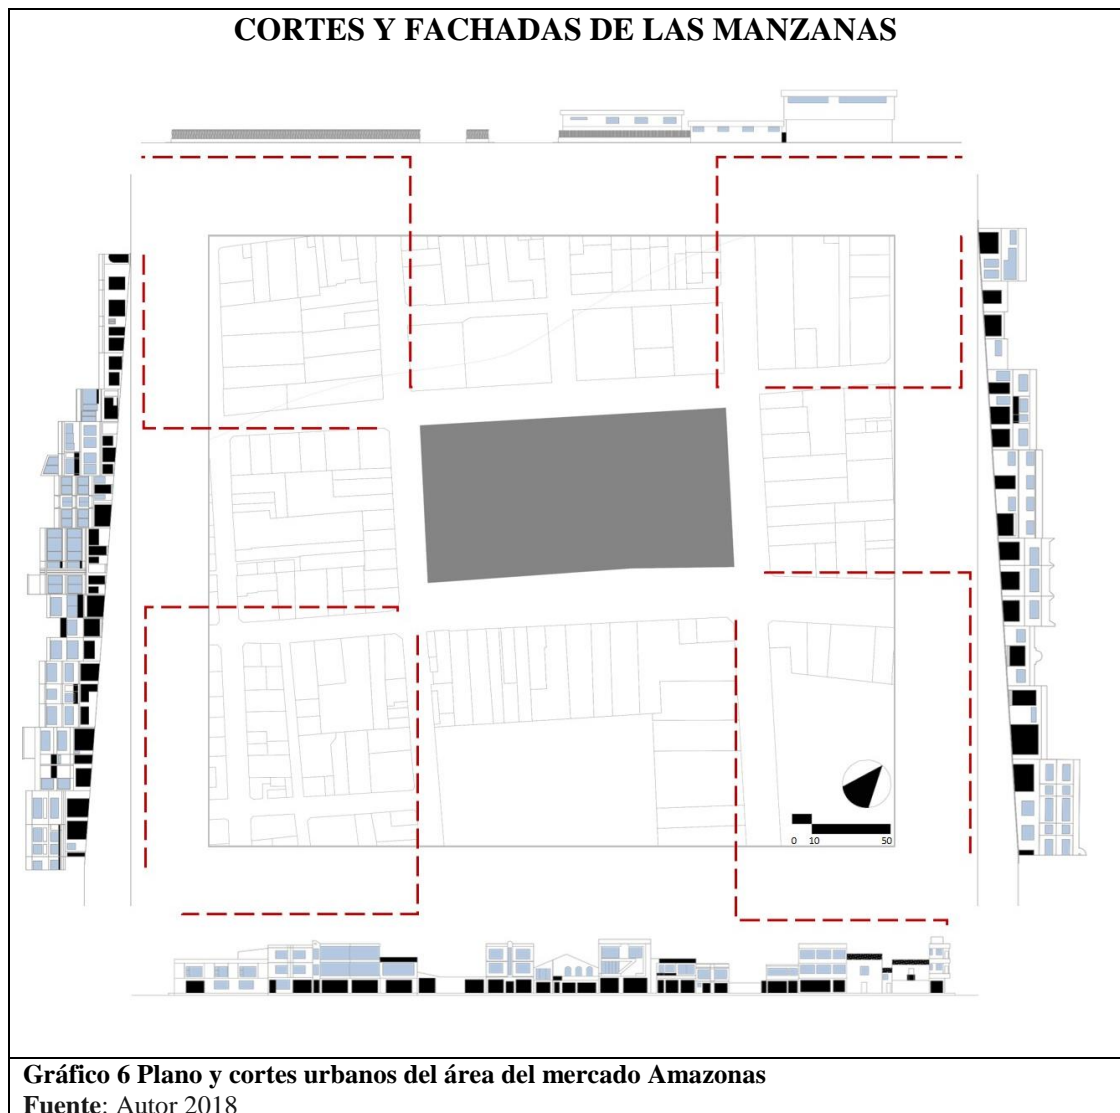 CORTES Y FACHADAS DE LAS MANZANAS
0 10 50
Gráfico 6 Plano y cortes urbanos del área del mercado Amazonas
Fuente: Autor 2018